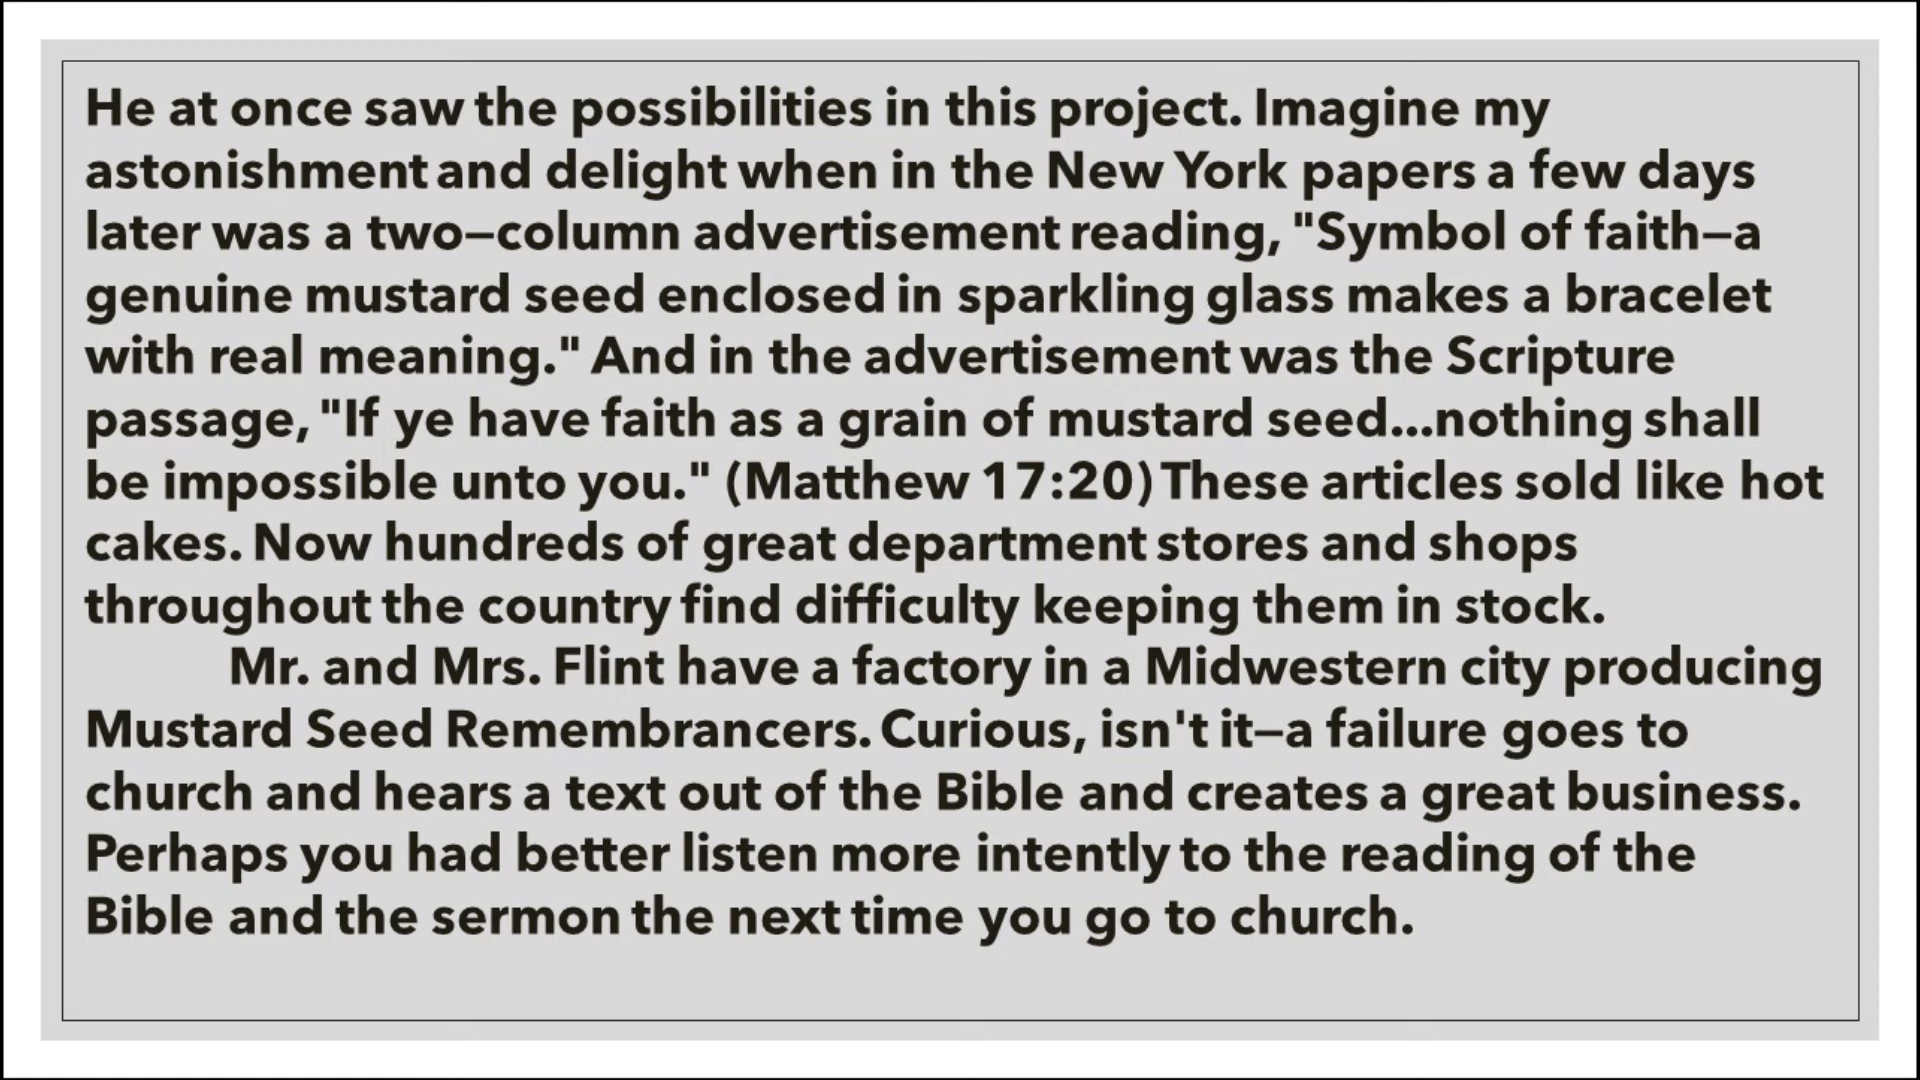 He at once saw the possibilities in this project. Imagine my
astonishment and delight when in the New York papers a few days
later was a two—column advertisement reading, "Symbol of faith—a
genuine mustard seed enclosed in sparkling glass makes a bracelet
with real meaning." And in the advertisement was the Scripture
passage, "If ye have faith as a grain of mustard seed...nothing shall
be impossible unto you." (Matthew 17:20) These articles sold like hot
cakes. Now hundreds of great department stores and shops
throughout the country find difficulty keeping them in stock.
Mr. and Mrs. Flint have a factory in a Midwestern city producing
Mustard Seed Remembrancers. Curious, isn't it—a failure goes to
church and hears a text out of the Bible and creates a great business.
Perhaps you had better listen more intently to the reading of the
Bible and the sermon the next time you go to church.